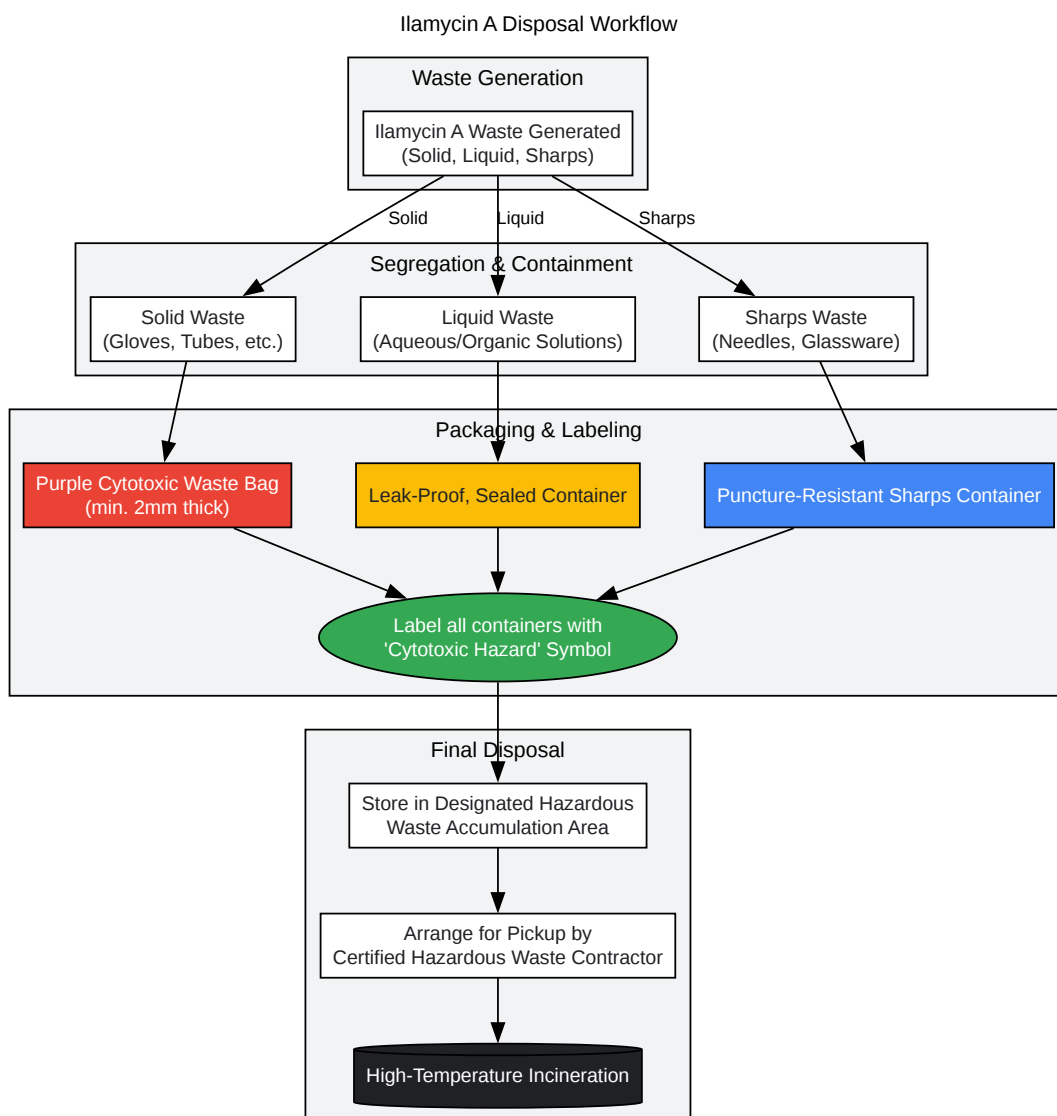 Ilamycin A Disposal Workflow
Waste Generation
Ilamycin A Waste Generated
(Solid, Liquid, Sharps)
Solid
Liquid
Sharps
Segregation & Containment
Solid Waste
(Gloves, Tubes, etc.)
Liquid Waste
(Aqueous/Organic Solutions)
Sharps Waste
(Needles, Glassware)
Packaging & Labeling
Purple Cytotoxic Waste Bag
(min. 2mm thick)
Leak-Proof, Sealed Container
Puncture-Resistant Sharps Container
Label all containers with
'Cytotoxic Hazard' Symbol
Final Disposal
Store in Designated Hazardous
Waste Accumulation Area
Arrange for Pickup by
Certified Hazardous Waste Contractor
High-Temperature Incineration